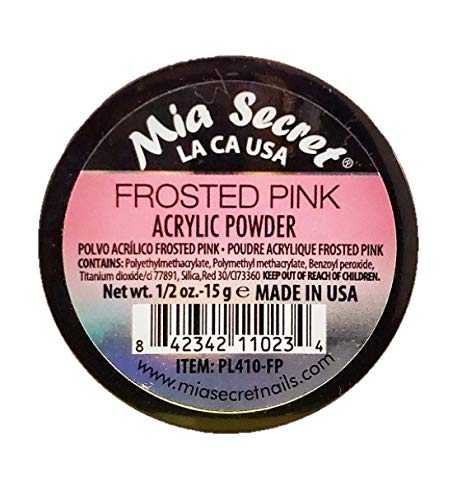 Mia Secret®
LA CA USA
FROSTED PINK
ACRYLIC POWDER
POLVO ACRÍLICO FROSTED PINK • POUDRE ACRYLIQUE FROSTED PINK
CONTAINS: Polyethylmethacrylate, Polymethyl methacrylate, Benzoyl peroxide,
Titanium dioxide/ci 77891, Silica,Red 30/CI73360 KEEP OUT OF REACH OF CHILDREN.
Net wt. 1/2 oz.-15 g ℮ MADE IN USA
8 42342 11023 4
ITEM: PL410-FP
www.miasecretnails.com